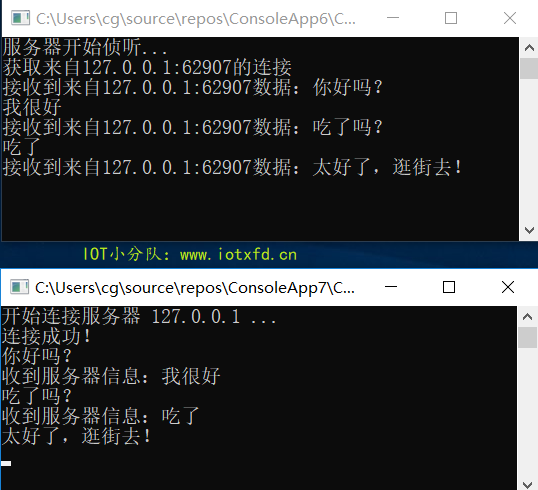 C:\Users\cg\source\repos\ConsoleApp6\C...
服务器开始侦听...
获取来自127.0.0.1:62907的连接
接收到来自127.0.0.1:62907数据：你好吗？
我很好
接收到来自127.0.0.1:62907数据：吃了吗？
吃了
接收到来自127.0.0.1:62907数据：太好了，逛街去！
IOT小分队：www.iotxfd.cn
C:\Users\cg\source\repos\ConsoleApp7\C...
开始连接服务器 127.0.0.1 ...
连接成功！
你好吗？
收到服务器信息：我很好
吃了吗？
收到服务器信息：吃了
太好了，逛街去！